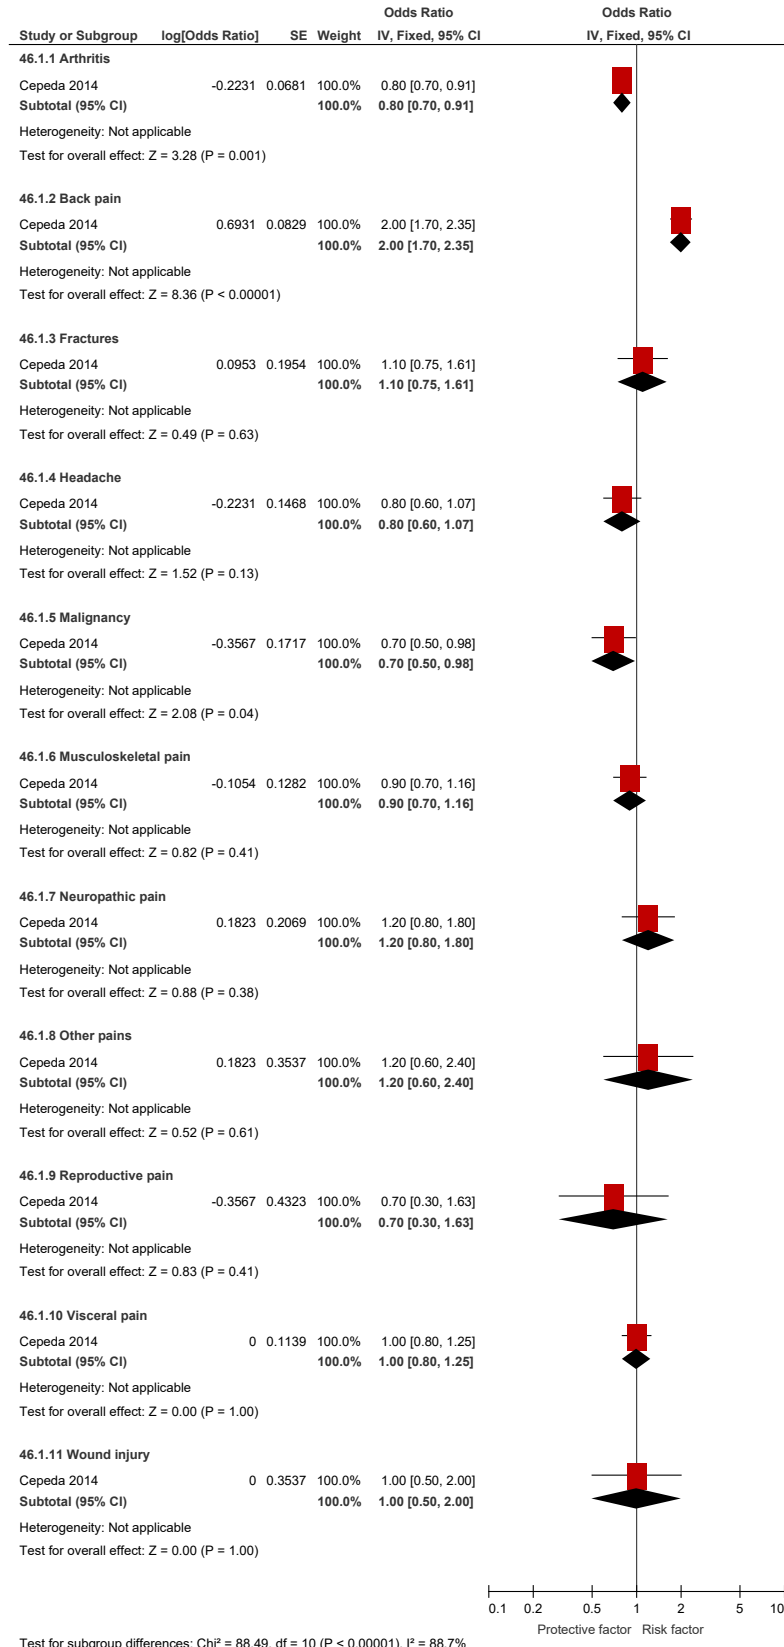 Odds Ratio Odds Ratio
Study or Subgroup log[Odds Ratio] SE Weight IV, Fixed, 95% CI IV, Fixed, 95% CI
46.1.1 Arthritis
Cepeda 2014 -0.2231 0.0681 100.0% 0.80 [0.70, 0.91]
Subtotal (95% CI) 100.0% 0.80 [0.70, 0.91]
Heterogeneity: Not applicable
Test for overall effect: Z = 3.28 (P = 0.001)
46.1.2 Back pain
Cepeda 2014 0.6931 0.0829 100.0% 2.00 [1.70, 2.35]
Subtotal (95% CI) 100.0% 2.00 [1.70, 2.35]
Heterogeneity: Not applicable
Test for overall effect: Z = 8.36 (P < 0.00001)
46.1.3 Fractures
Cepeda 2014 0.0953 0.1954 100.0% 1.10 [0.75, 1.61]
Subtotal (95% CI) 100.0% 1.10 [0.75, 1.61]
Heterogeneity: Not applicable
Test for overall effect: Z = 0.49 (P = 0.63)
46.1.4 Headache
Cepeda 2014 -0.2231 0.1468 100.0% 0.80 [0.60, 1.07]
Subtotal (95% CI) 100.0% 0.80 [0.60, 1.07]
Heterogeneity: Not applicable
Test for overall effect: Z = 1.52 (P = 0.13)
46.1.5 Malignancy
Cepeda 2014 -0.3567 0.1717 100.0% 0.70 [0.50, 0.98]
Subtotal (95% CI) 100.0% 0.70 [0.50, 0.98]
Heterogeneity: Not applicable
Test for overall effect: Z = 2.08 (P = 0.04)
46.1.6 Musculoskeletal pain
Cepeda 2014 -0.1054 0.1282 100.0% 0.90 [0.70, 1.16]
Subtotal (95% CI) 100.0% 0.90 [0.70, 1.16]
Heterogeneity: Not applicable
Test for overall effect: Z = 0.82 (P = 0.41)
46.1.7 Neuropathic pain
Cepeda 2014 0.1823 0.2069 100.0% 1.20 [0.80, 1.80]
Subtotal (95% CI) 100.0% 1.20 [0.80, 1.80]
Heterogeneity: Not applicable
Test for overall effect: Z = 0.88 (P = 0.38)
46.1.8 Other pains
Cepeda 2014 0.1823 0.3537 100.0% 1.20 [0.60, 2.40]
Subtotal (95% CI) 100.0% 1.20 [0.60, 2.40]
Heterogeneity: Not applicable
Test for overall effect: Z = 0.52 (P = 0.61)
46.1.9 Reproductive pain
Cepeda 2014 -0.3567 0.4323 100.0% 0.70 [0.30, 1.63]
Subtotal (95% CI) 100.0% 0.70 [0.30, 1.63]
Heterogeneity: Not applicable
Test for overall effect: Z = 0.83 (P = 0.41)
46.1.10 Visceral pain
Cepeda 2014 0 0.1139 100.0% 1.00 [0.80, 1.25]
Subtotal (95% CI) 100.0% 1.00 [0.80, 1.25]
Heterogeneity: Not applicable
Test for overall effect: Z = 0.00 (P = 1.00)
46.1.11 Wound injury
Cepeda 2014 0 0.3537 100.0% 1.00 [0.50, 2.00]
Subtotal (95% CI) 100.0% 1.00 [0.50, 2.00]
Heterogeneity: Not applicable
Test for overall effect: Z = 0.00 (P = 1.00)
0.1 0.2 0.5 1 2 5 10
Protective factor Risk factor
Test for subgroup differences: Chi² = 88.49, df = 10 (P < 0.00001), I² = 88.7%